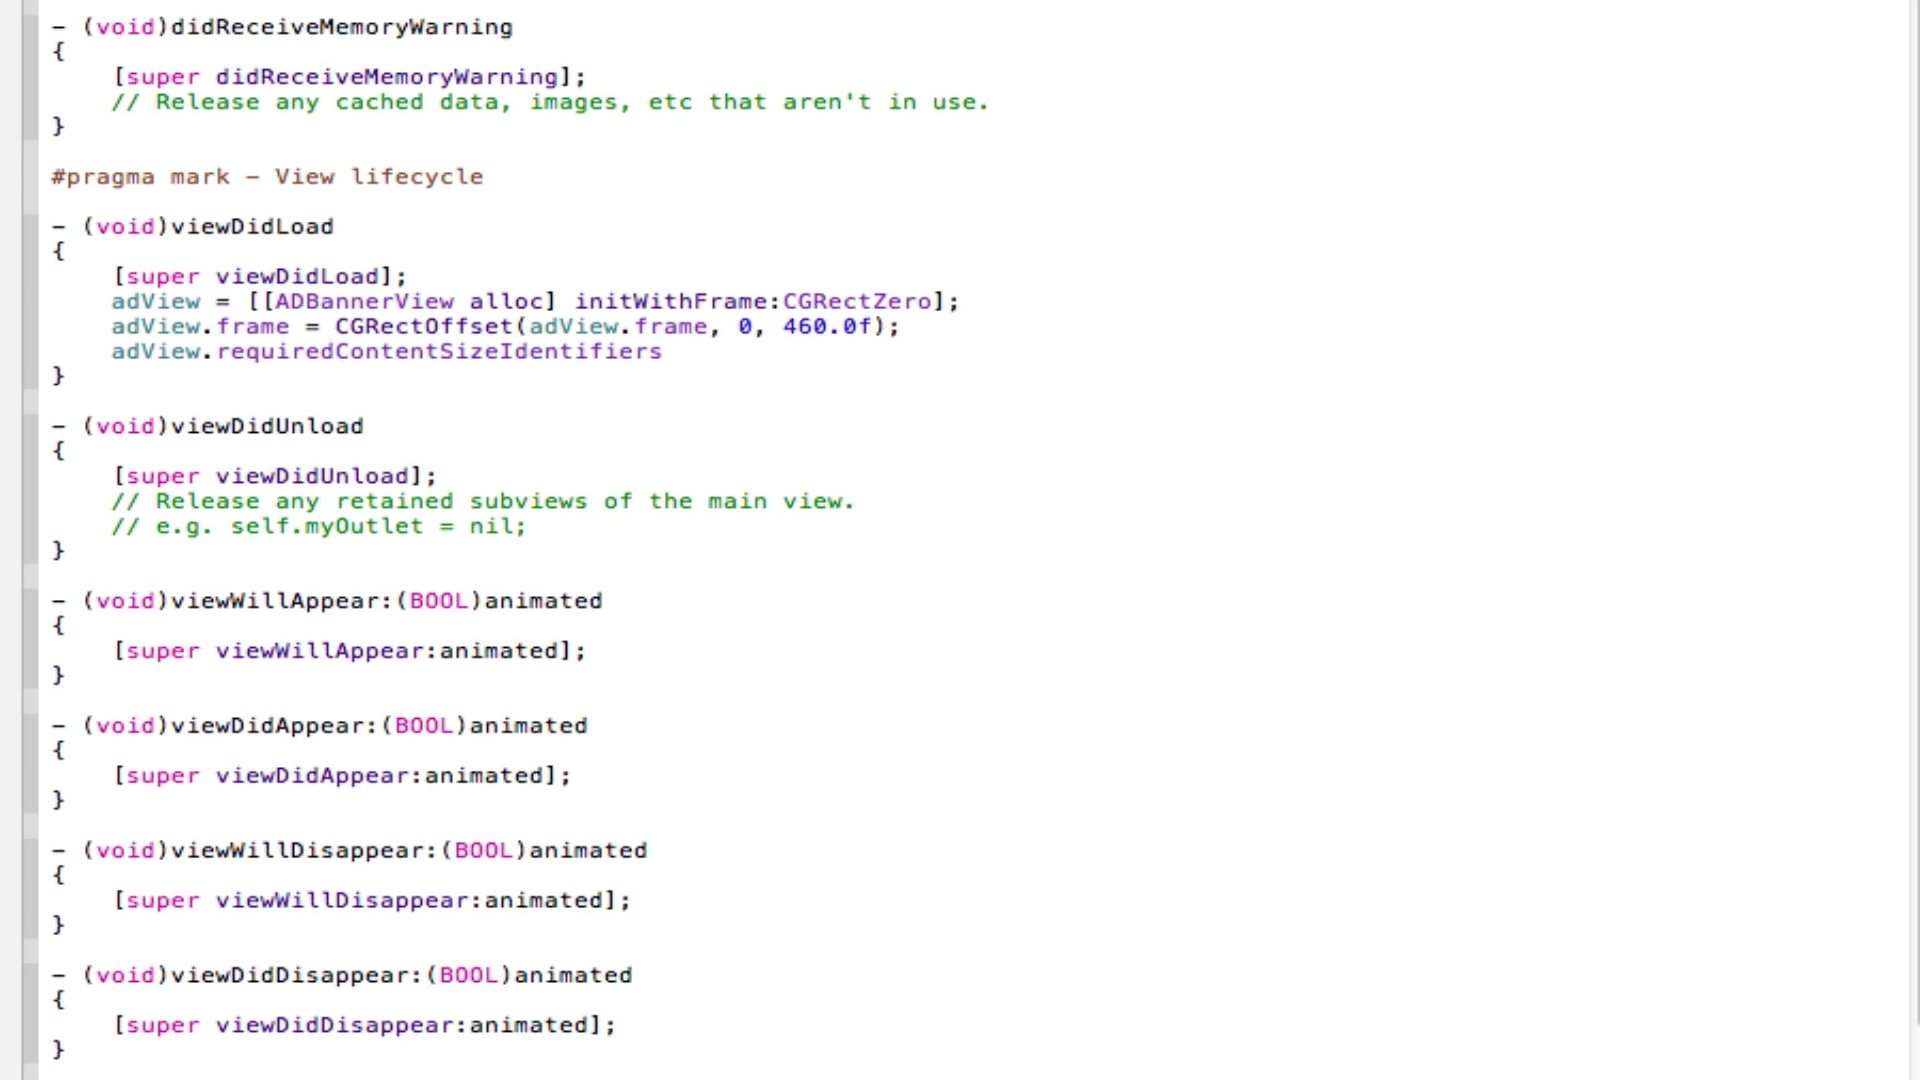 - (void)didReceiveMemoryWarning
{
    [super didReceiveMemoryWarning];
    // Release any cached data, images, etc that aren't in use.
}
#pragma mark - View lifecycle
- (void)viewDidLoad
{
    [super viewDidLoad];
    adView = [[ADBannerView alloc] initWithFrame:CGRectZero];
    adView.frame = CGRectOffset(adView.frame, 0, 460.0f);
    adView.requiredContentSizeIdentifiers
}
- (void)viewDidUnload
{
    [super viewDidUnload];
    // Release any retained subviews of the main view.
    // e.g. self.myOutlet = nil;
}
- (void)viewWillAppear:(BOOL)animated
{
    [super viewWillAppear:animated];
}
- (void)viewDidAppear:(BOOL)animated
{
    [super viewDidAppear:animated];
}
- (void)viewWillDisappear:(BOOL)animated
{
    [super viewWillDisappear:animated];
}
- (void)viewDidDisappear:(BOOL)animated
{
    [super viewDidDisappear:animated];
}